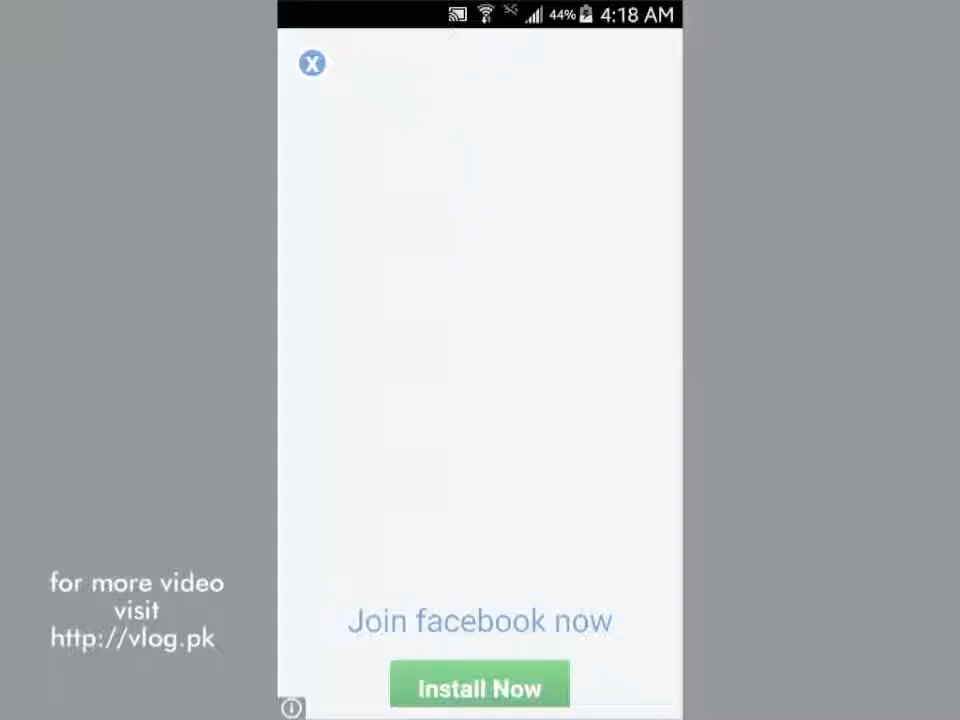 44% 4:18 AM
X
for more video
visit
http://vlog.pk
Join facebook now
Install Now